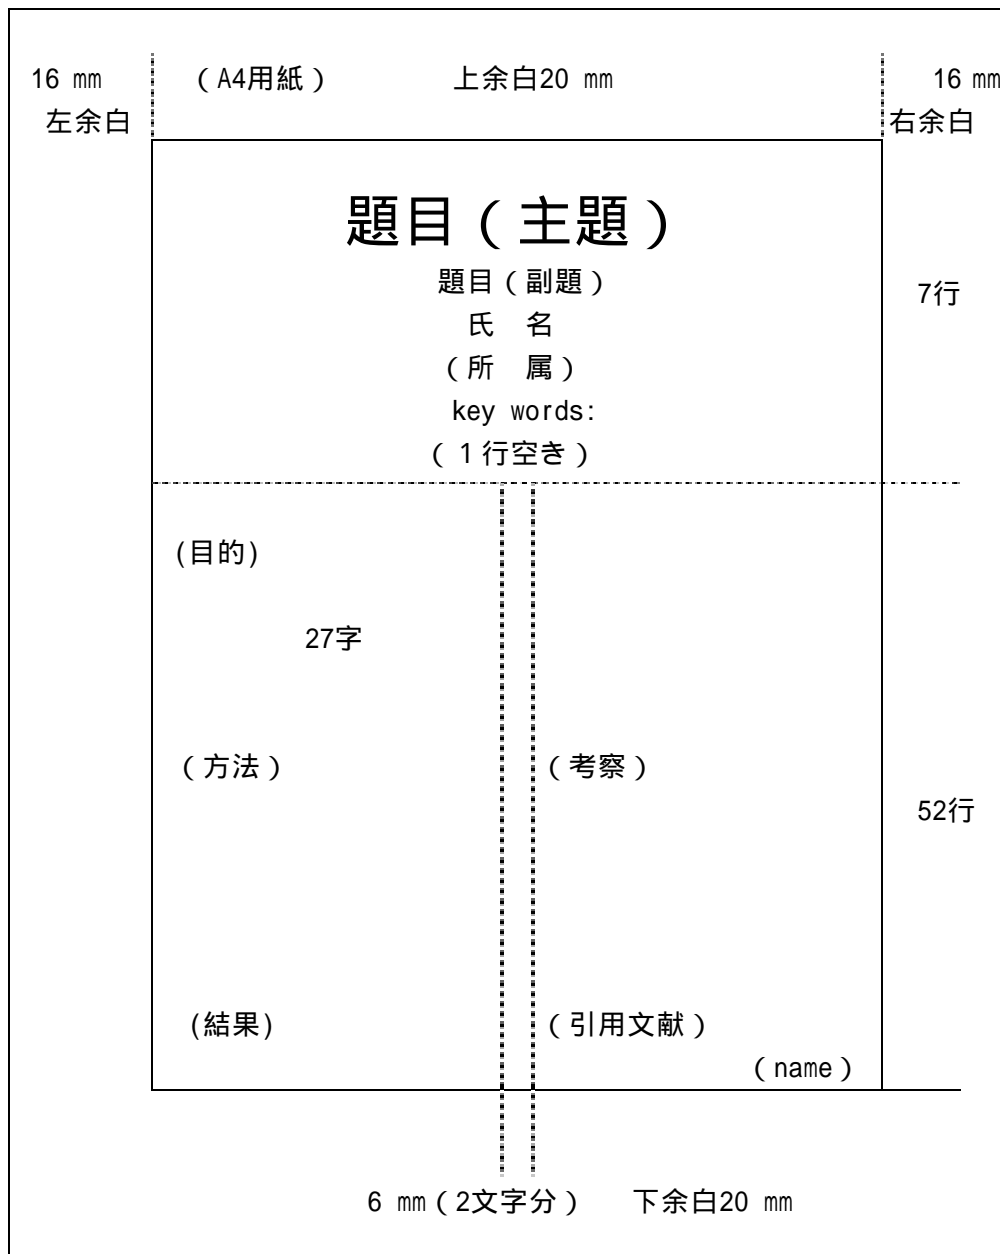 16 mm （A4用紙） 上余白20 mm 16 mm
左余白 右余白
題目（主題）
題目（副題）
7行
氏　名
（所　属）
key words:
（１行空き）
(目的)
27字
（方法） （考察）
52行
(結果) （引用文献）
（name）
6 mm（2文字分） 下余白20 mm